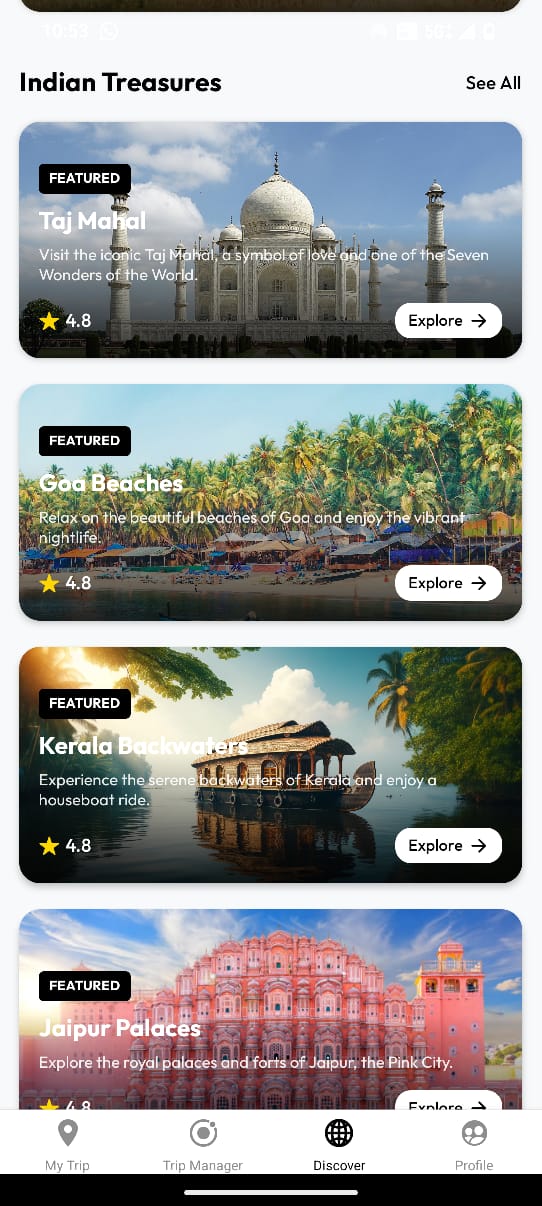 10:53
5G
Indian Treasures
See All
FEATURED
Taj Mahal
Visit the iconic Taj Mahal, a symbol of love and one of the Seven
Wonders of the World.
4.8
Explore
FEATURED
Goa Beaches
Relax on the beautiful beaches of Goa and enjoy the vibrant
nightlife.
4.8
Explore
FEATURED
Kerala Backwaters
Experience the serene backwaters of Kerala and enjoy a
houseboat ride.
4.8
Explore
FEATURED
Jaipur Palaces
Explore the royal palaces and forts of Jaipur, the Pink City.
4.8
Explore
My Trip
Trip Manager
Discover
Profile